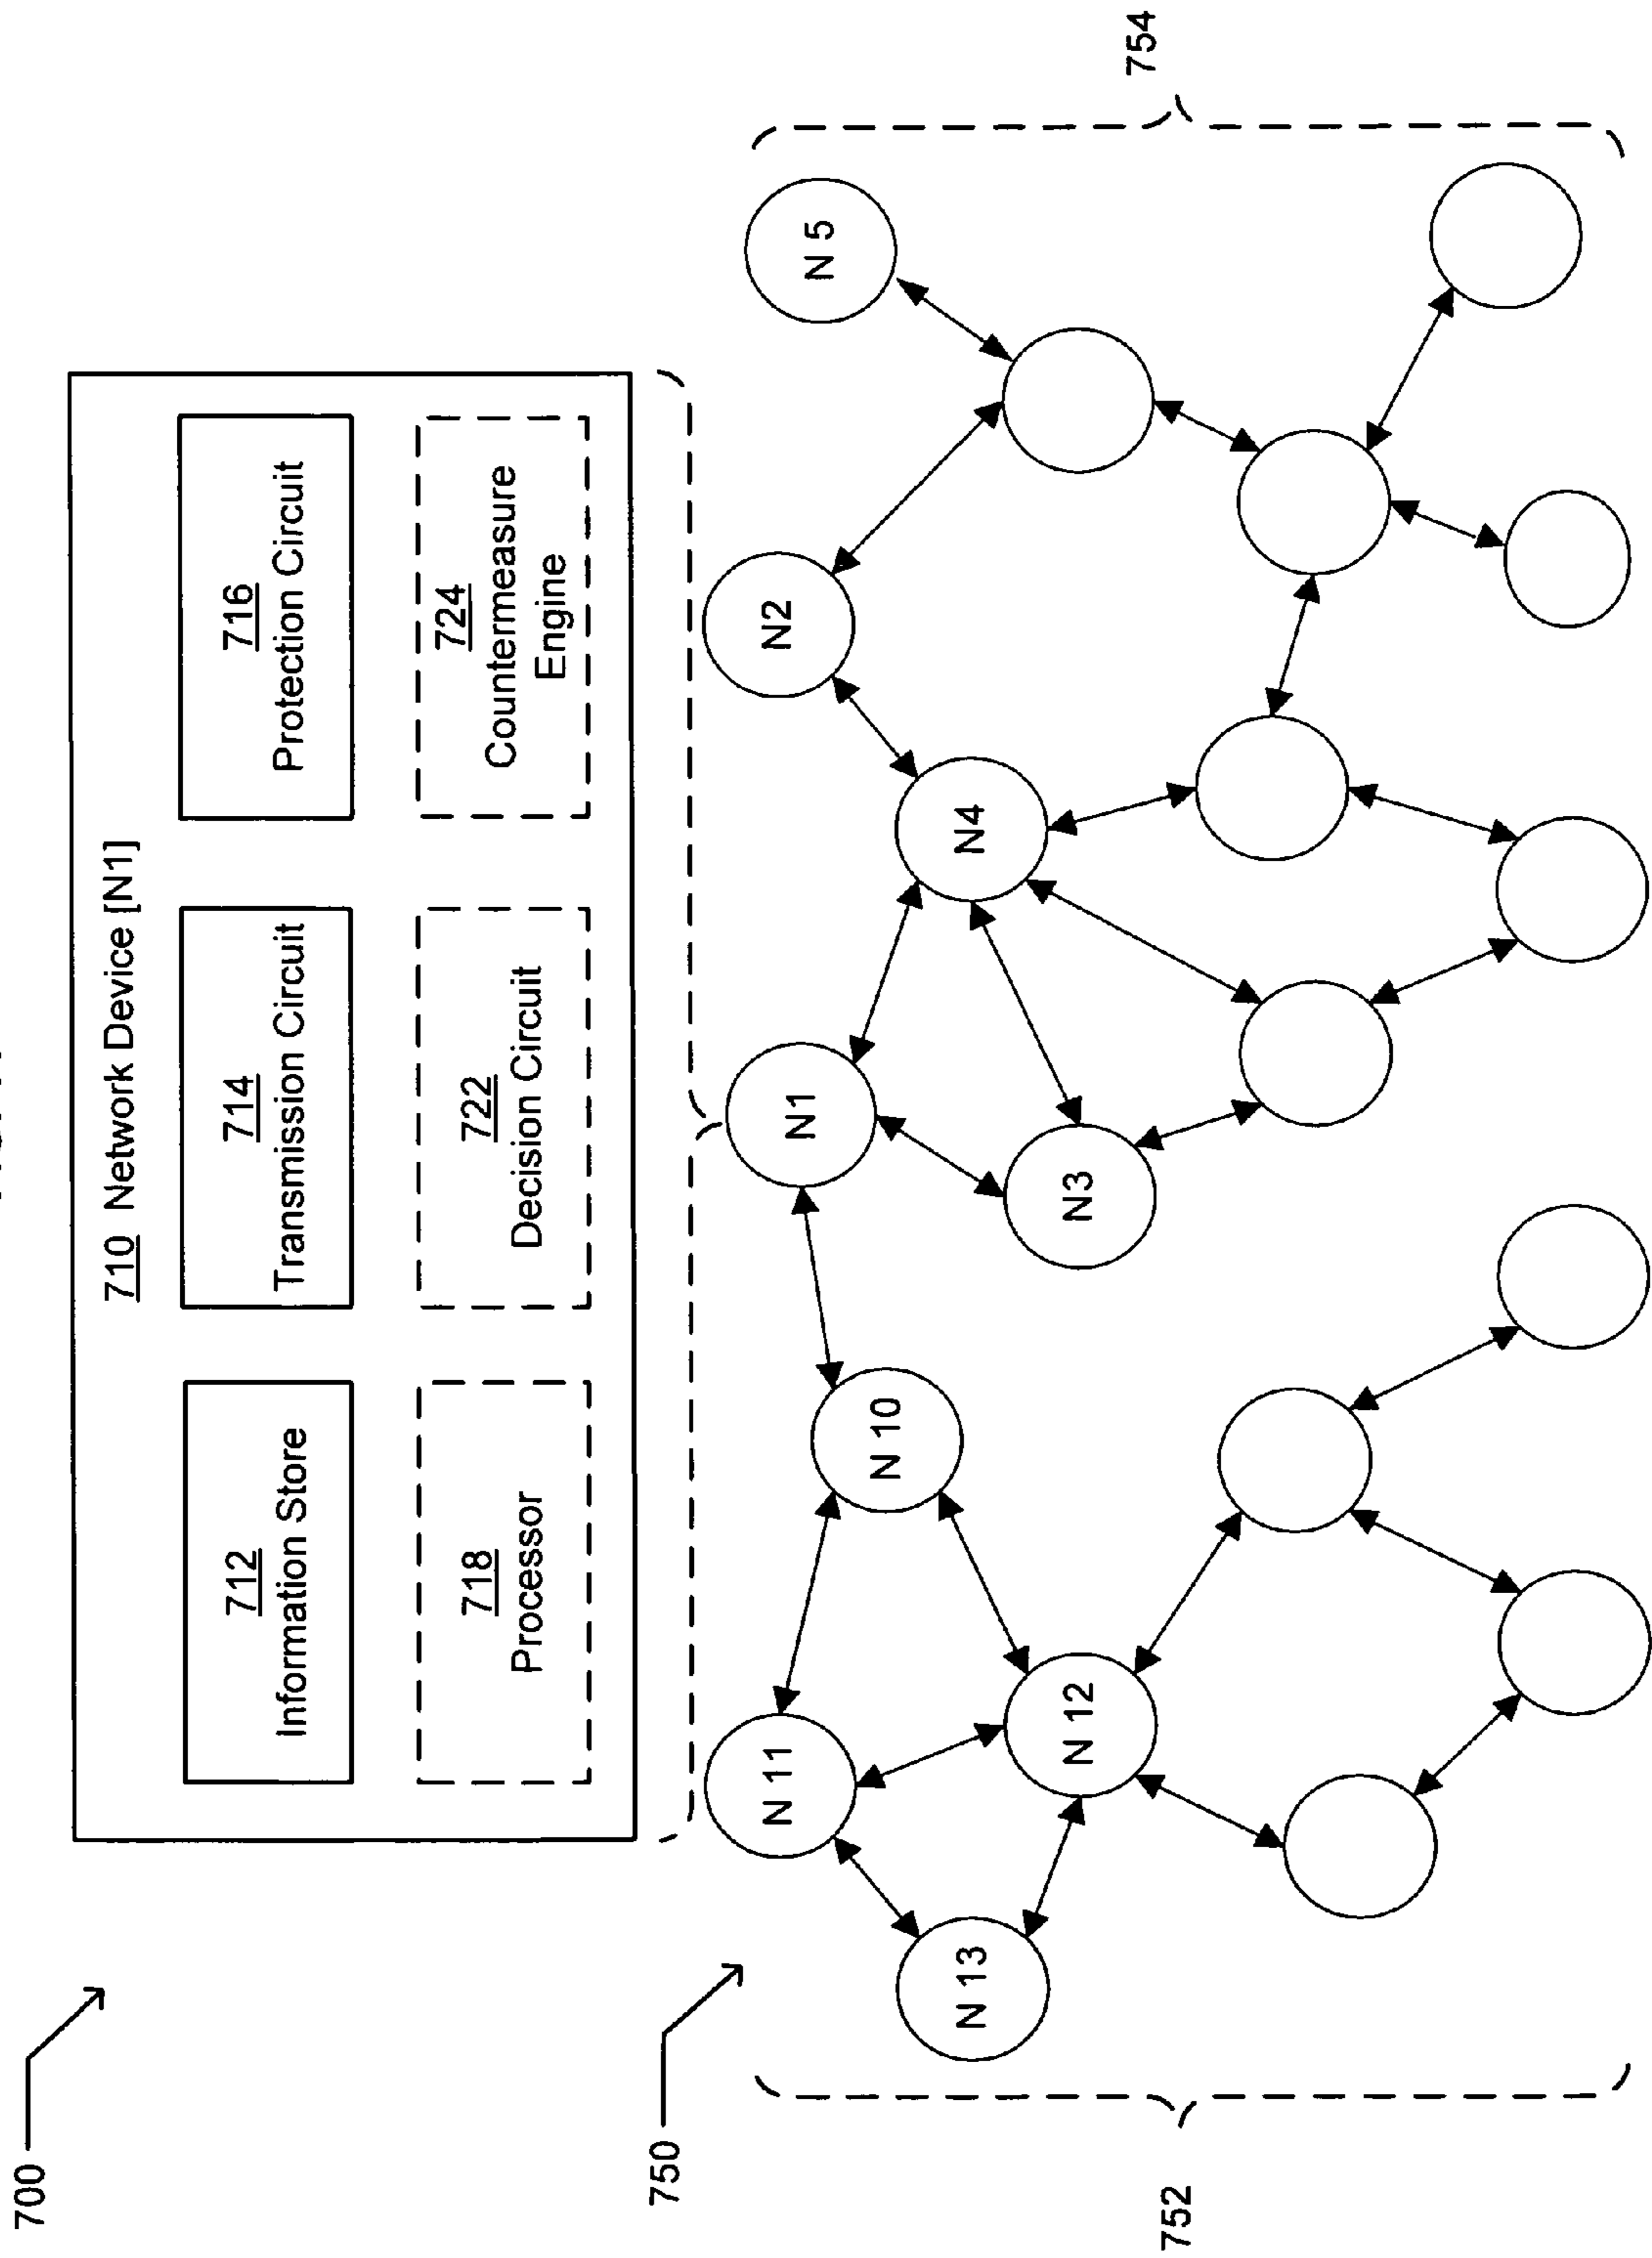 700
710 Network Device [N1]
712
Information Store
714
Transmission Circuit
716
Protection Circuit
718
Processor
722
Decision Circuit
724
Countermeasure
Engine
750
N 11
N1
N2
N 5
N 10
N 13
N4
N 12
N3
752
754